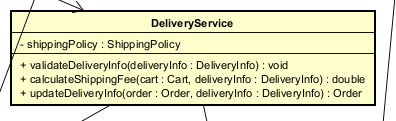 DeliveryService
- shippingPolicy : ShippingPolicy
+ validateDeliveryInfo(deliveryInfo : DeliveryInfo) : void
+ calculateShippingFee(cart : Cart, deliveryInfo : DeliveryInfo) : double
+ updateDeliveryInfo(order : Order, deliveryInfo : DeliveryInfo) : Order